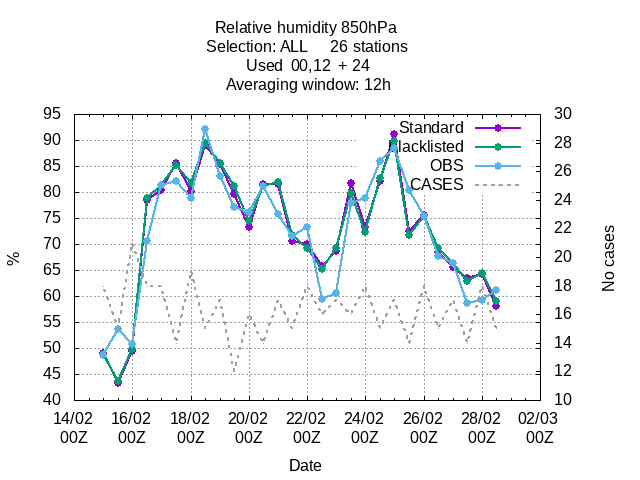 Relative humidity 850hPa
Selection: ALL 26 stations
Used 00,12 + 24
Averaging window: 12h
95
90
85
80
75
70
65
60
55
50
45
40
%
30
28
26
24
22
20
18
16
14
12
10
No cases
Standard
lacklisted
OBS
CASES
14/02 16/02 18/02 20/02 22/02 24/02 26/02 28/02 02/03
00Z 00Z 00Z 00Z 00Z 00Z 00Z 00Z 00Z
Date